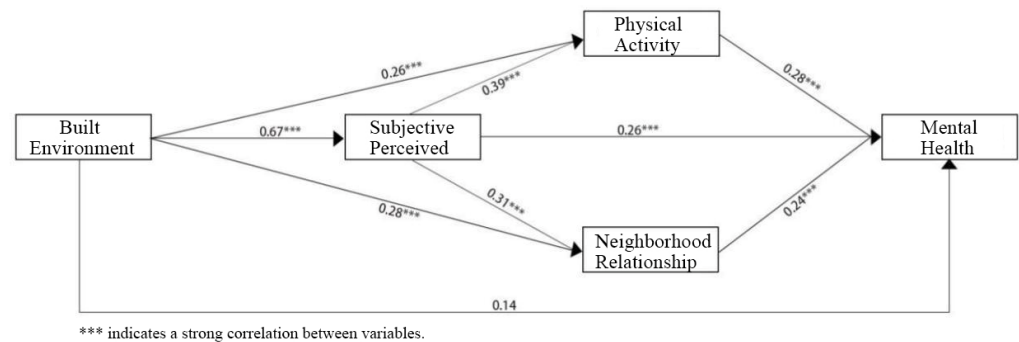 Physical
Activity
0.26***
0.39***
0.28***
Built
Environment
0.67***
Subjective
Perceived
0.26***
Mental
Health
0.28***
0.31***
0.24***
Neighborhood
Relationship
0.14
*** indicates a strong correlation between variables.